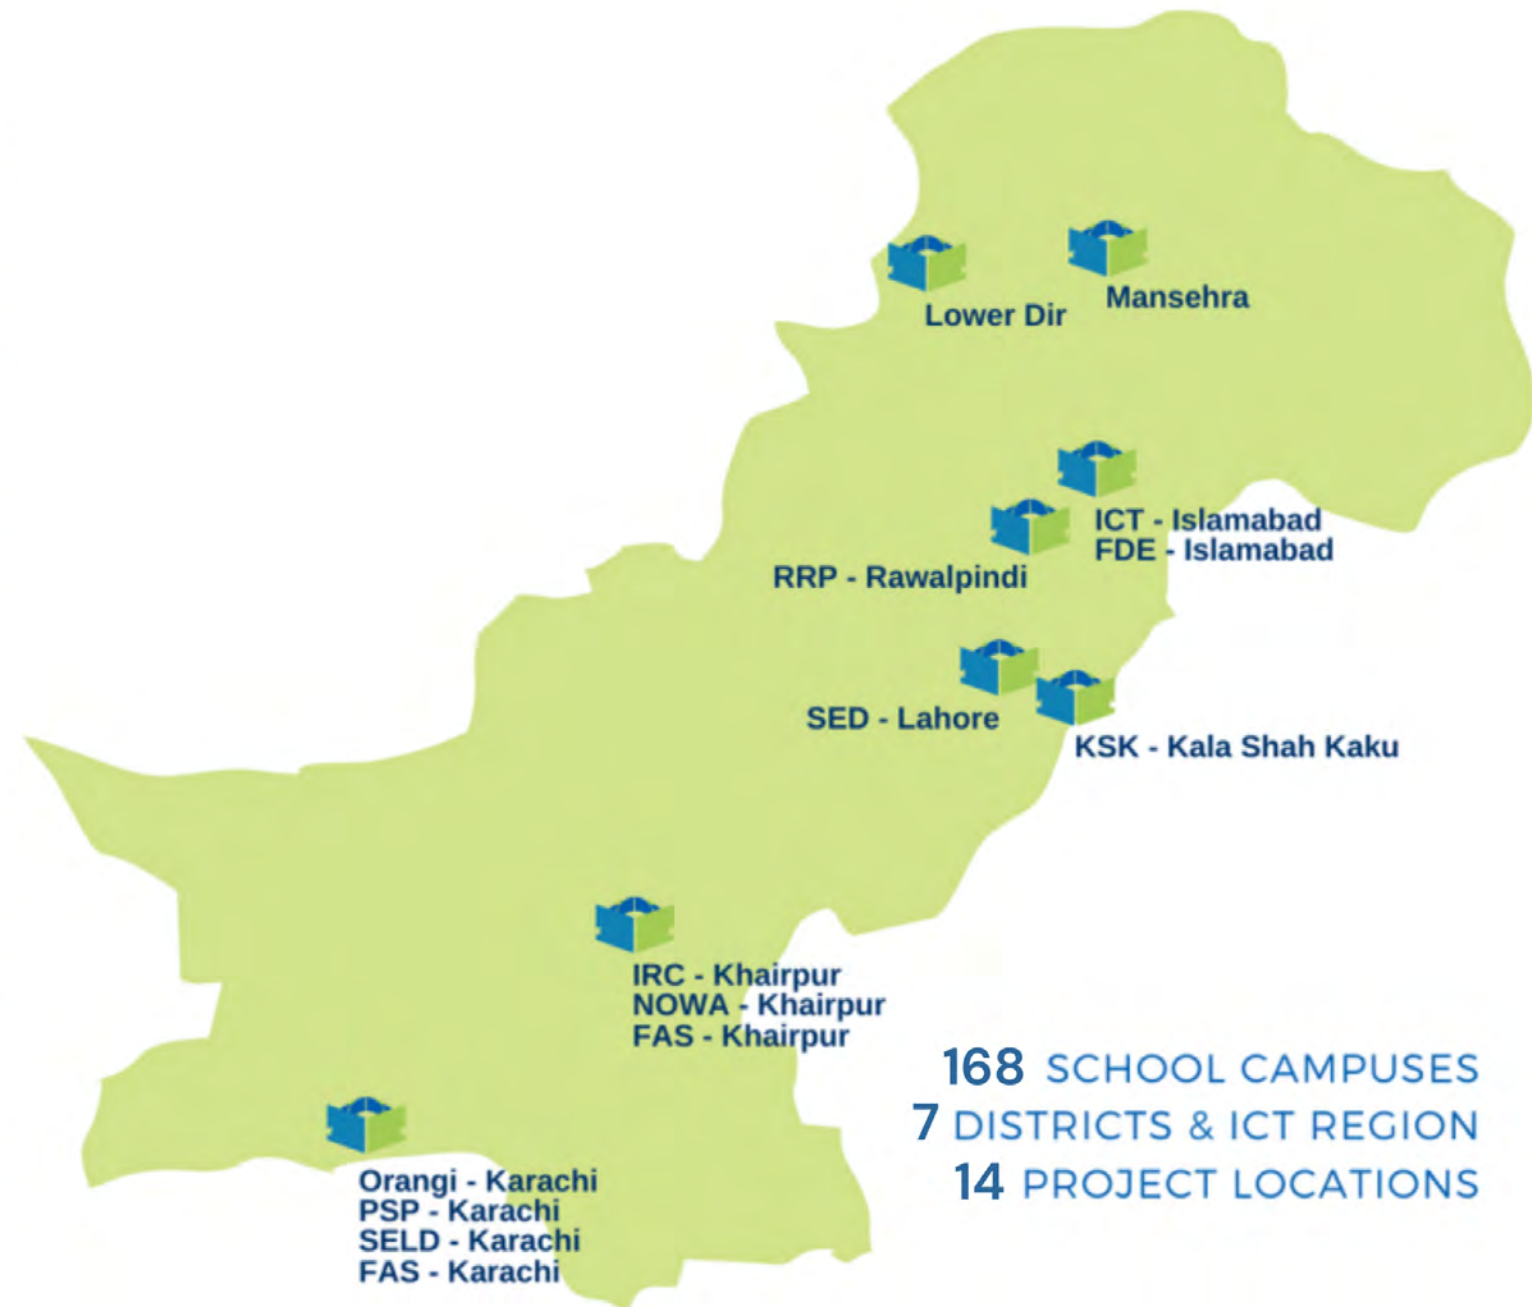 Lower Dir
Mansehra
ICT - Islamabad
FDE - Islamabad
RRP - Rawalpindi
SED - Lahore
KSK - Kala Shah Kaku
IRC - Khairpur
NOWA - Khairpur
FAS - Khairpur
168 SCHOOL CAMPUSES
7 DISTRICTS & ICT REGION
14 PROJECT LOCATIONS
Orangi - Karachi
PSP - Karachi
SELD - Karachi
FAS - Karachi